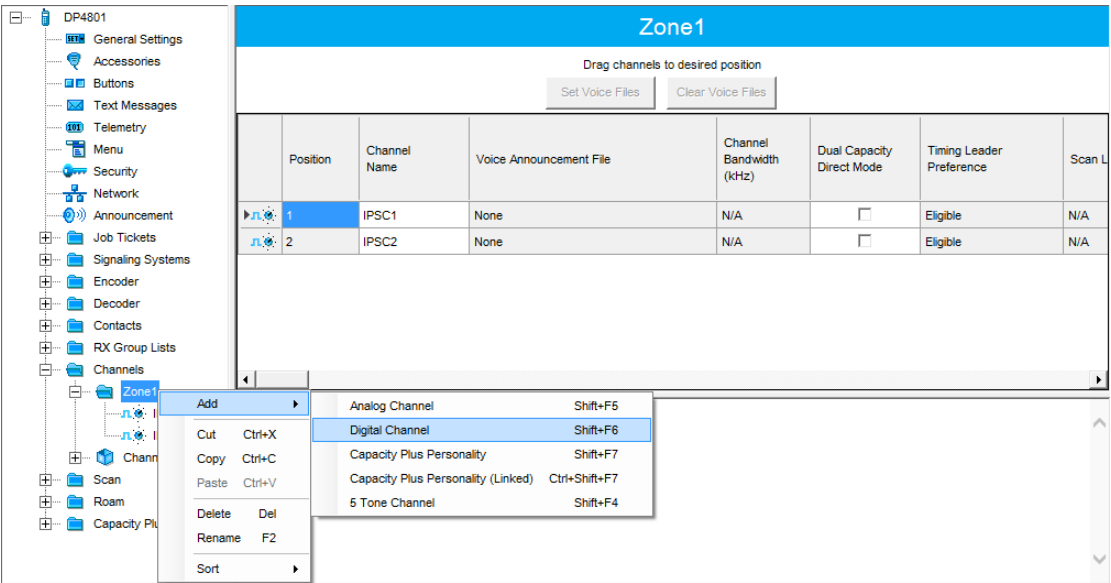 DP4801
General Settings
Accessories
Buttons
Text Messages
Telemetry
Menu
Security
Network
Announcement
Job Tickets
Signaling Systems
Encoder
Decoder
Contacts
RX Group Lists
Channels
Zone1
I
I
Chann
Scan
Roam
Capacity Plu
Zone1
Drag channels to desired position
Set Voice Files Clear Voice Files
Position Channel Name Voice Announcement File Channel Bandwidth (kHz) Dual Capacity Direct Mode Timing Leader Preference Scan L
1 IPSC1 None N/A Eligible N/A
2 IPSC2 None N/A Eligible N/A
Add
Cut Ctrl+X
Copy Ctrl+C
Paste Ctrl+V
Delete Del
Rename F2
Sort
Analog Channel Shift+F5
Digital Channel Shift+F6
Capacity Plus Personality Shift+F7
Capacity Plus Personality (Linked) Ctrl+Shift+F7
5 Tone Channel Shift+F4